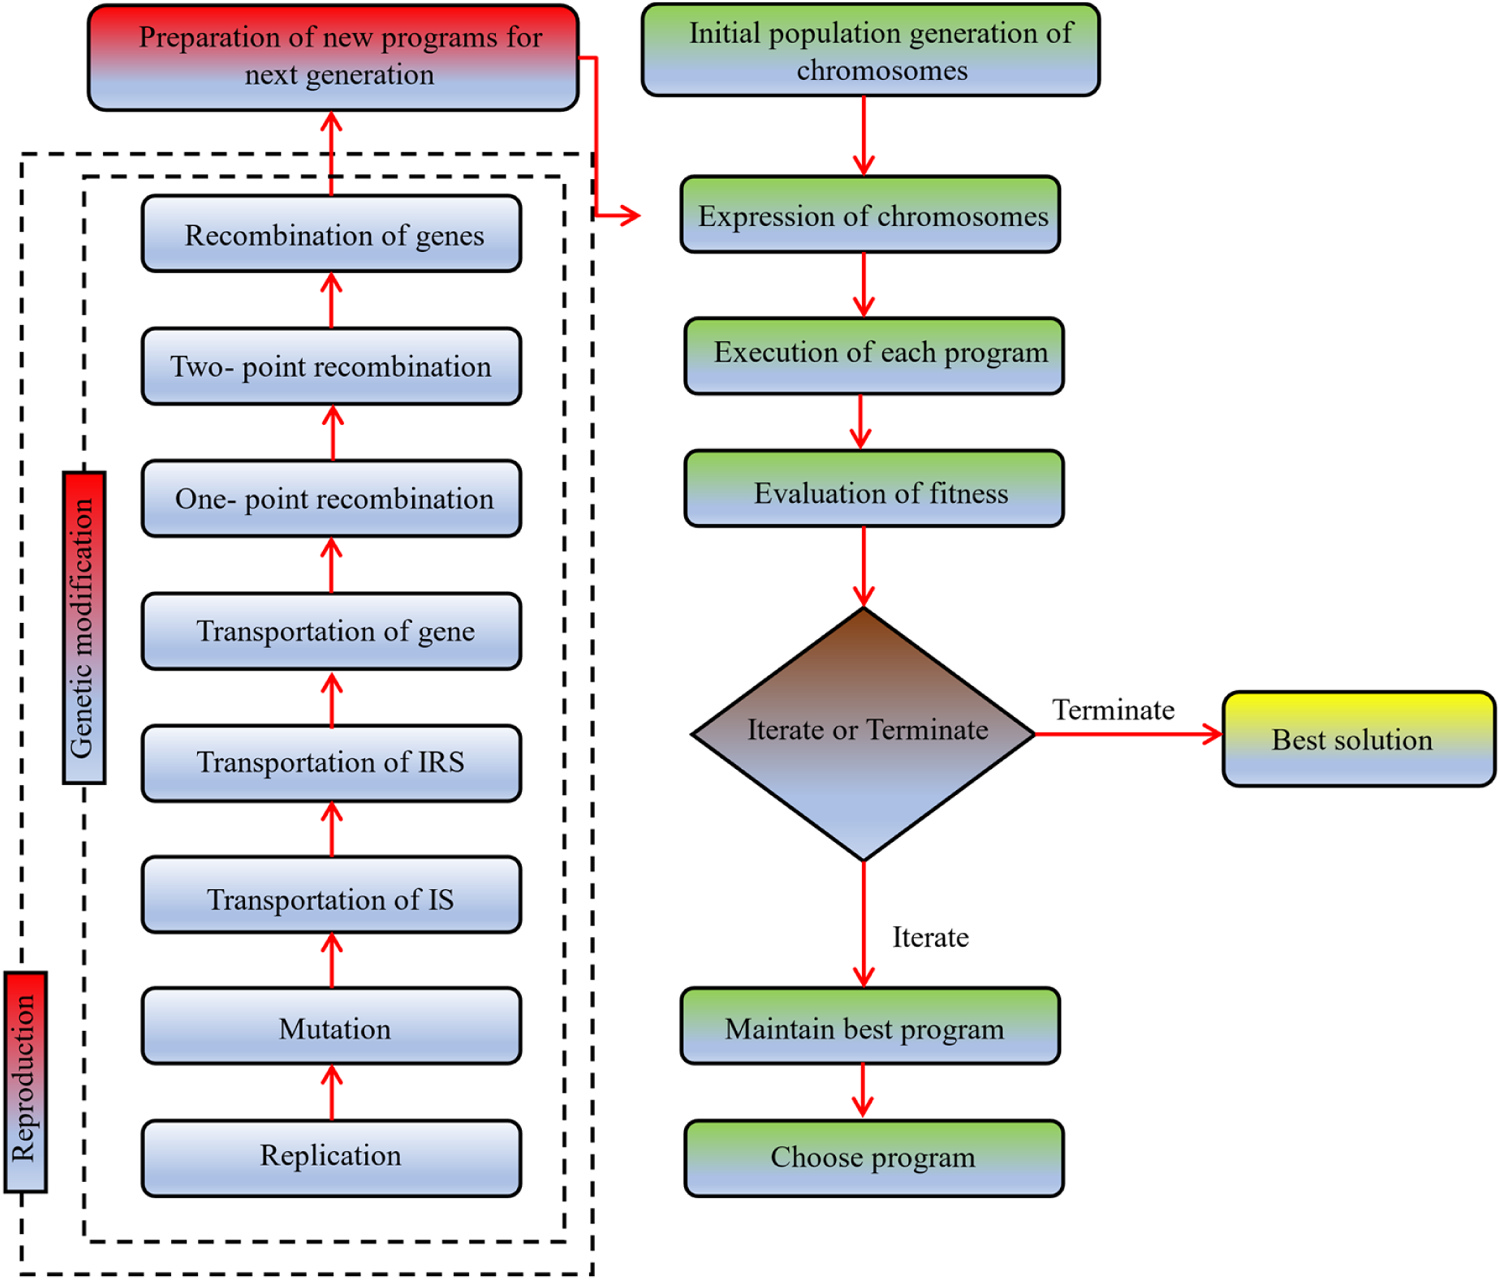 Preparation of new programs for
next generation
Recombination of genes
Two- point recombination
One- point recombination
Transportation of gene
Transportation of IRS
Transportation of IS
Mutation
Replication
Genetic modification
Reproduction
Initial population generation of
chromosomes
Expression of chromosomes
Execution of each program
Evaluation of fitness
Iterate or Terminate
Terminate
Best solution
Iterate
Maintain best program
Choose program